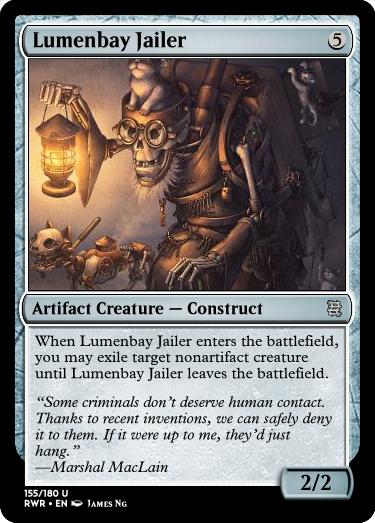 Lumenbay Jailer 5
Artifact Creature — Construct
When Lumenbay Jailer enters the battlefield,
you may exile target nonartifact creature
until Lumenbay Jailer leaves the battlefield.
“Some criminals don’t deserve human contact.
Thanks to recent inventions, we can safely deny
it to them. If it were up to me, they’d just
hang.”
—Marshal MacLain
2/2
155/180 U
RWR • EN James Ng